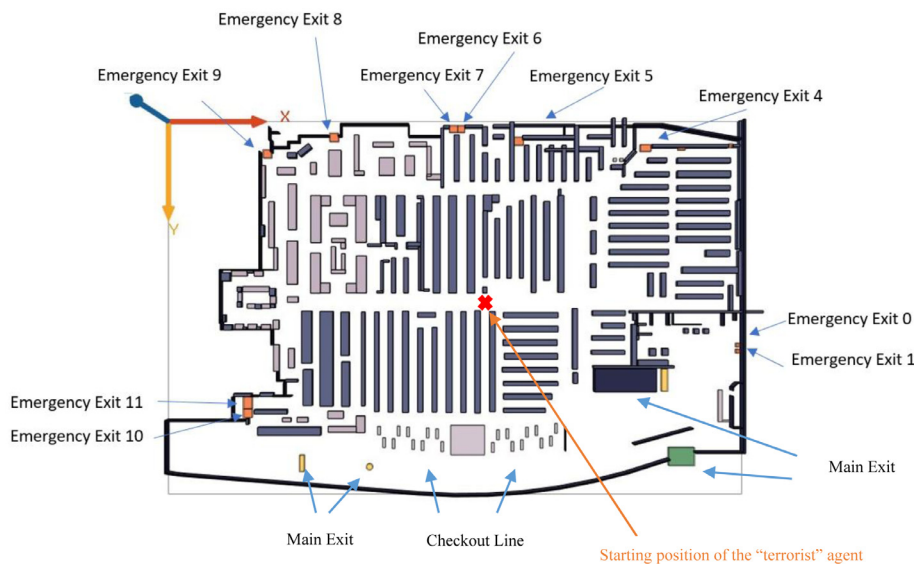 Emergency Exit 8
Emergency Exit 6
Emergency Exit 9
Emergency Exit 7
Emergency Exit 5
Emergency Exit 4
X
Y
Emergency Exit 0
Emergency Exit 1
Emergency Exit 11
Emergency Exit 10
Main Exit
Main Exit
Checkout Line
Starting position of the “terrorist” agent